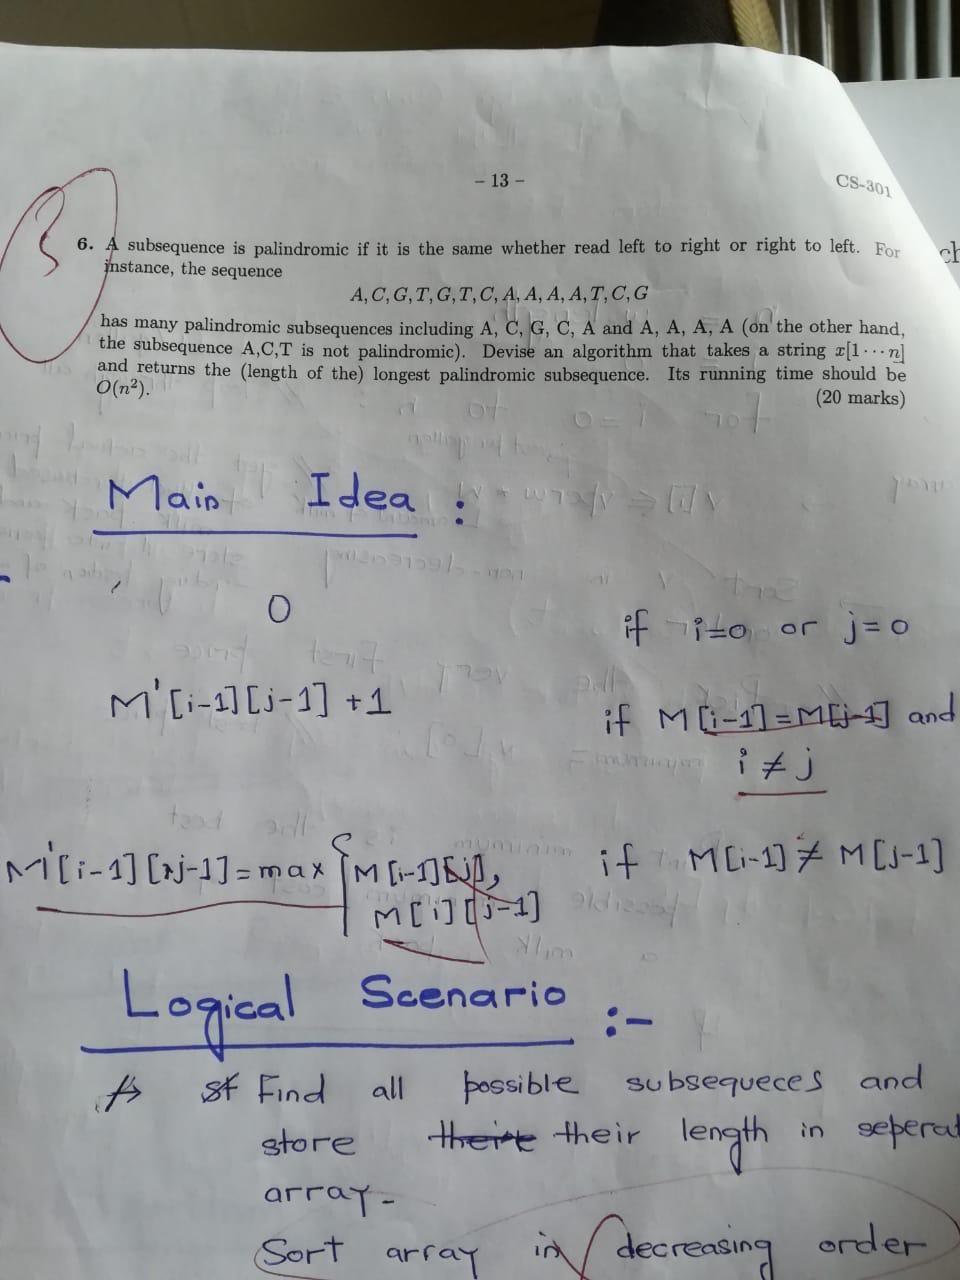 - 13 -
CS-301
3
6. A subsequence is palindromic if it is the same whether read left to right or right to left. For
instance, the sequence
A, C, G, T, G, T, C, A, A, A, A, T, C, G
has many palindromic subsequences including A, C, G, C, A and A, A, A, A (on the other hand,
the subsequence A,C,T is not palindromic). Devise an algorithm that takes a string x[1 ··· n]
and returns the (length of the) longest palindromic subsequence. Its running time should be
O(n²).
(20 marks)
Main Idea :
0 if i=0 or j=0
M'[i-1][j-1] +1 if M[i-1]=M[j-1] and
i ≠ j
M'[i-1][j-1]= max { M[i-1][j], if M[i-1] ≠ M[j-1]
M[i][j-1]
Logical Scenario :-
Find all possible subsequeces and
store their length in seperat
array-
Sort array in decreasing order